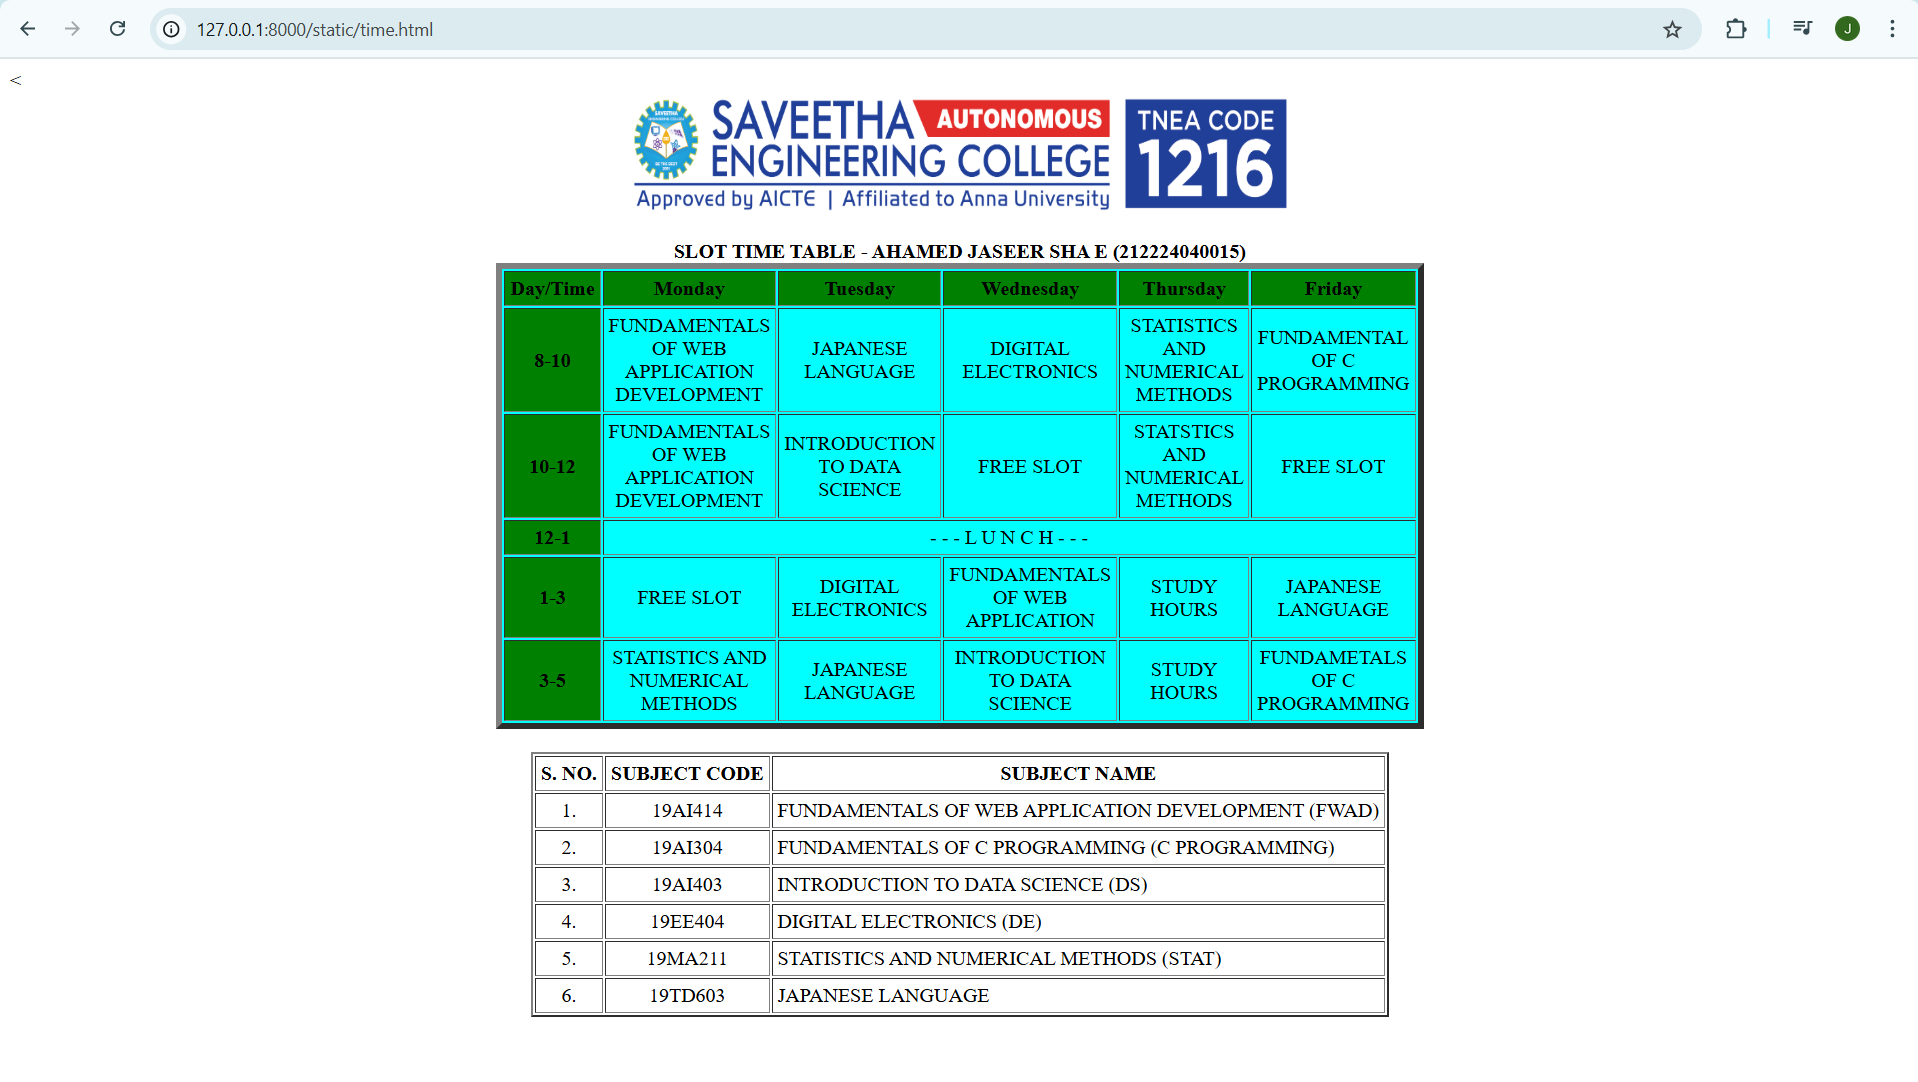 127.0.0.1:8000/static/time.html
J
<
SAVEETHA AUTONOMOUS
ENGINEERING COLLEGE
Approved by AICTE | Affiliated to Anna University
TNEA CODE
1216
SLOT TIME TABLE - AHAMED JASEER SHA E (212224040015)
Day/Time Monday Tuesday Wednesday Thursday Friday
8-10
FUNDAMENTALS
OF WEB
APPLICATION
DEVELOPMENT
JAPANESE
LANGUAGE
DIGITAL
ELECTRONICS
STATISTICS
AND
NUMERICAL
METHODS
FUNDAMENTAL
OF C
PROGRAMMING
10-12
FUNDAMENTALS
OF WEB
APPLICATION
DEVELOPMENT
INTRODUCTION
TO DATA
SCIENCE
FREE SLOT
STATSTICS
AND
NUMERICAL
METHODS
FREE SLOT
12-1
- - - L U N C H - - -
1-3
FREE SLOT
DIGITAL
ELECTRONICS
FUNDAMENTALS
OF WEB
APPLICATION
STUDY
HOURS
JAPANESE
LANGUAGE
3-5
STATISTICS AND
NUMERICAL
METHODS
JAPANESE
LANGUAGE
INTRODUCTION
TO DATA
SCIENCE
STUDY
HOURS
FUNDAMETALS
OF C
PROGRAMMING
S. NO. SUBJECT CODE SUBJECT NAME
1. 19AI414 FUNDAMENTALS OF WEB APPLICATION DEVELOPMENT (FWAD)
2. 19AI304 FUNDAMENTALS OF C PROGRAMMING (C PROGRAMMING)
3. 19AI403 INTRODUCTION TO DATA SCIENCE (DS)
4. 19EE404 DIGITAL ELECTRONICS (DE)
5. 19MA211 STATISTICS AND NUMERICAL METHODS (STAT)
6. 19TD603 JAPANESE LANGUAGE